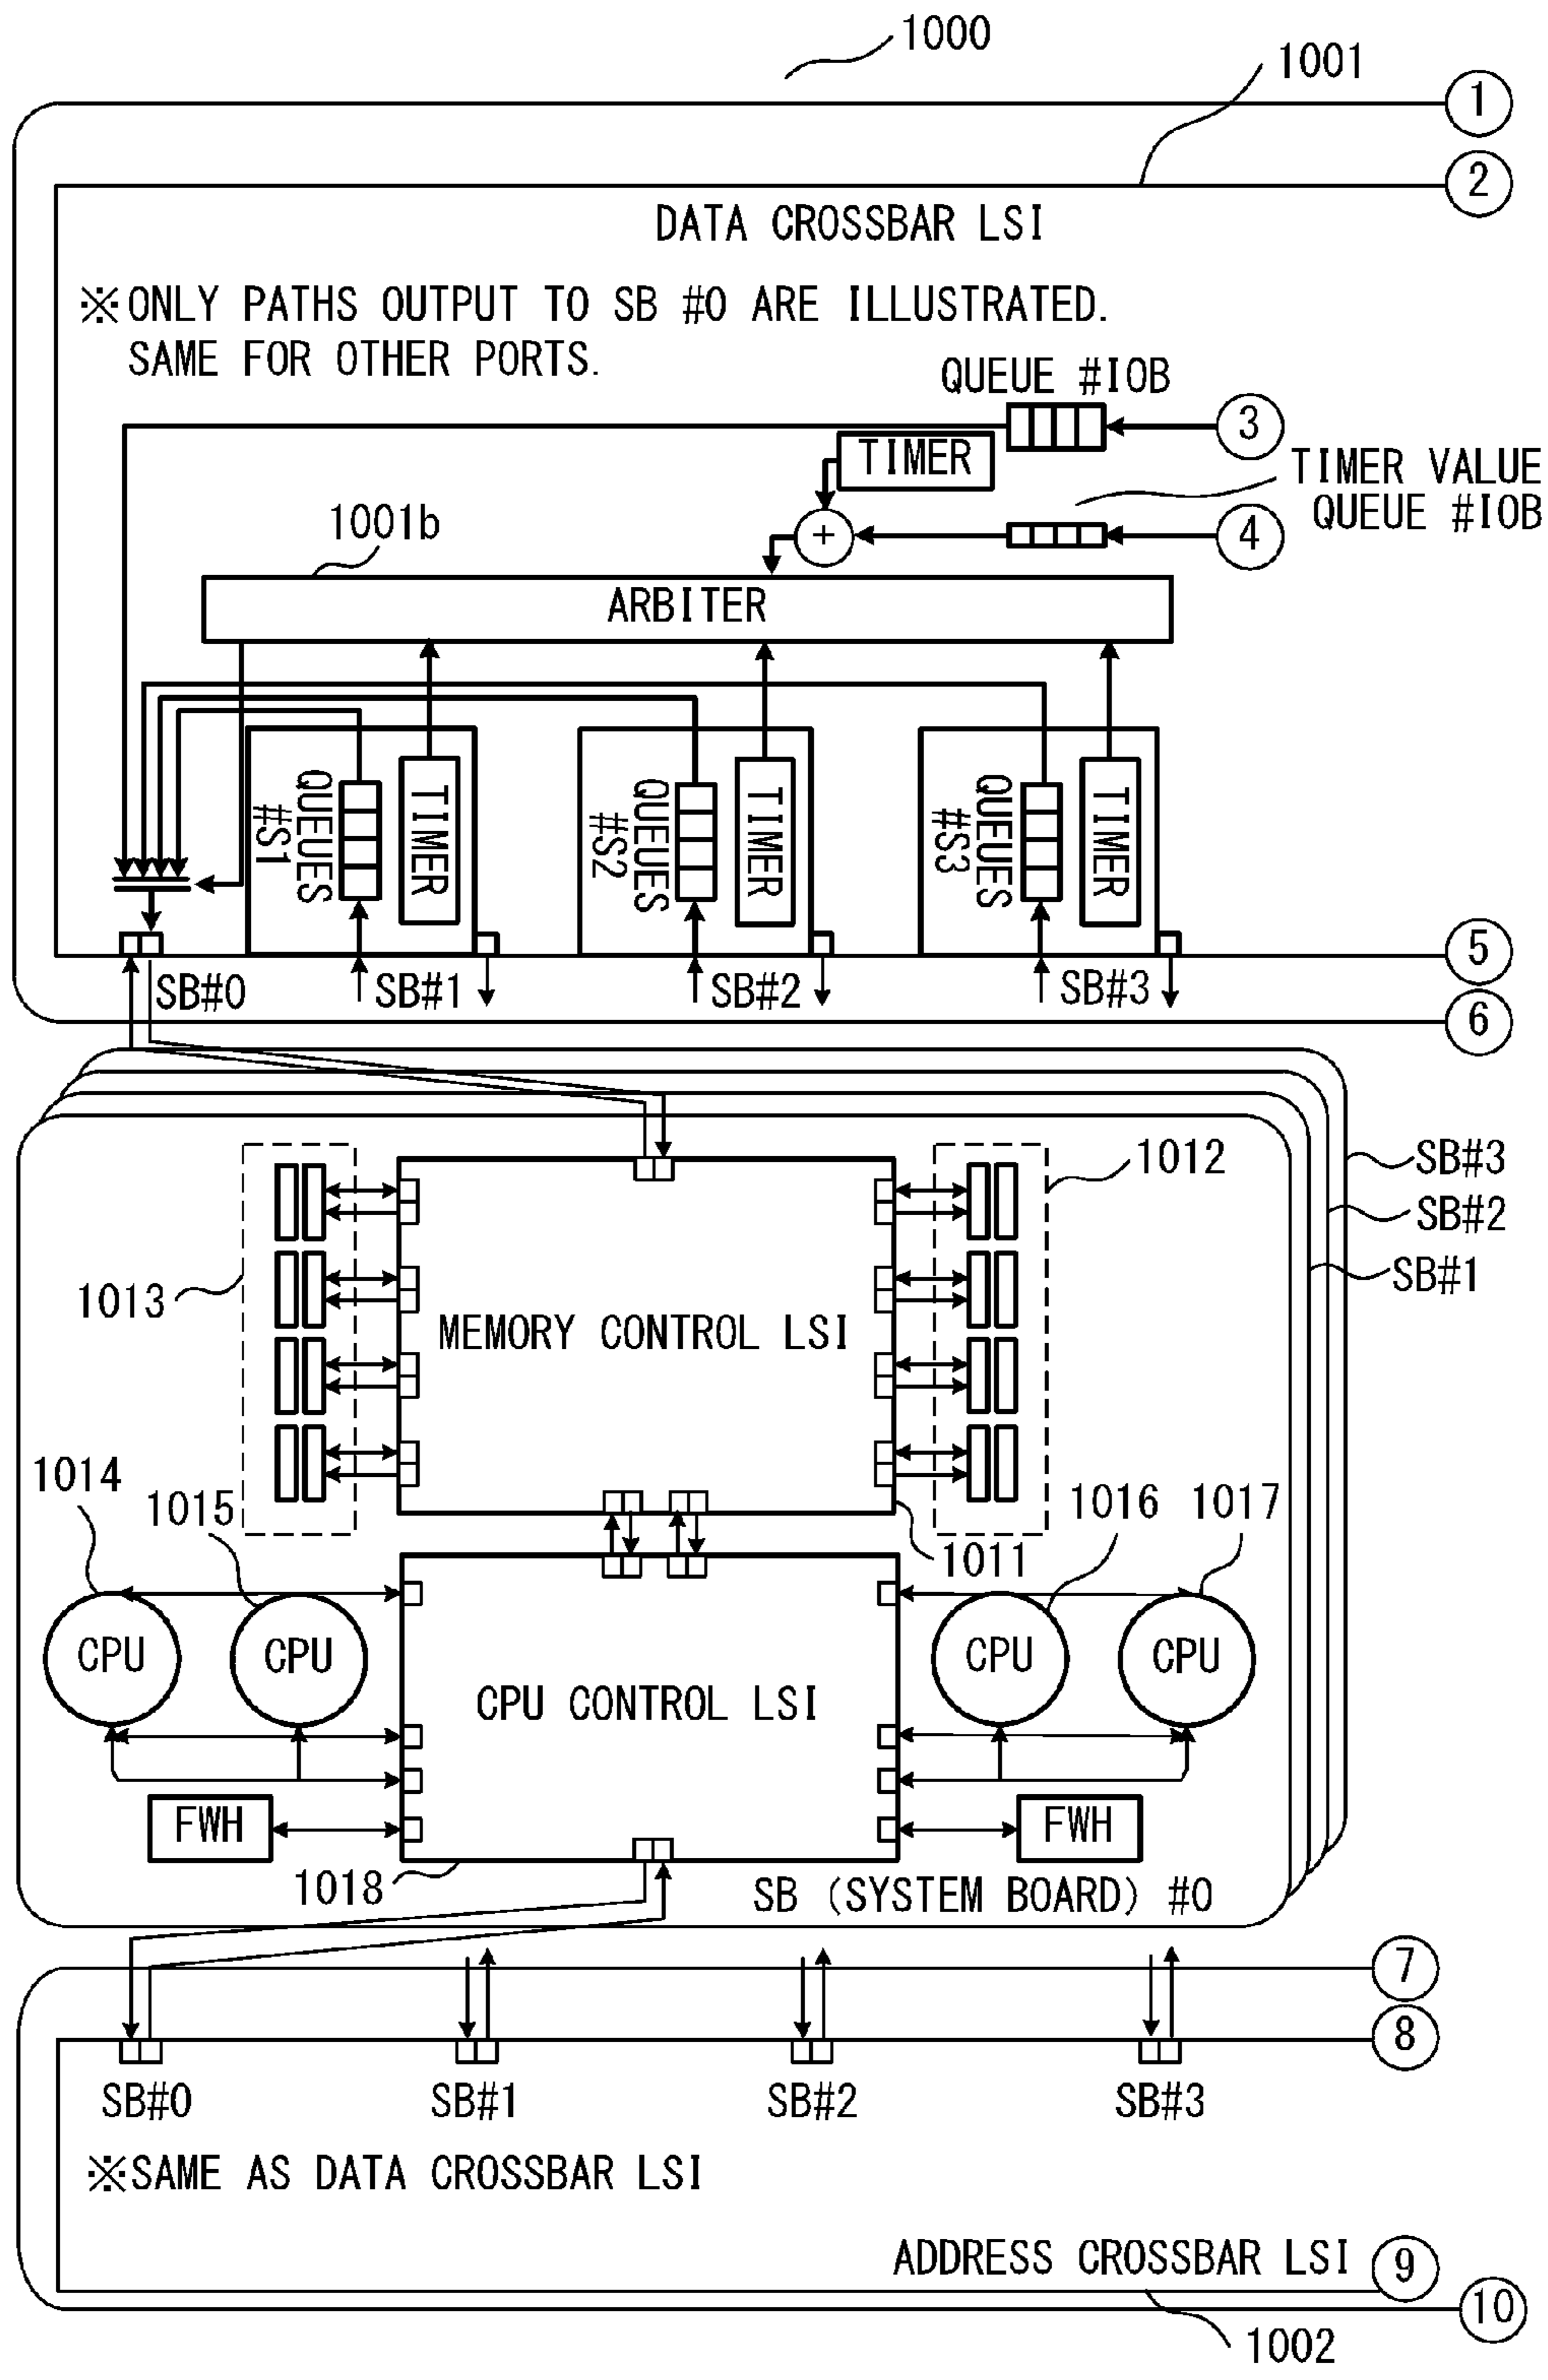 1000
1001
1
2
DATA CROSSBAR LSI
※ONLY PATHS OUTPUT TO SB #0 ARE ILLUSTRATED.
SAME FOR OTHER PORTS.
QUEUE #IOB
3
TIMER
TIMER VALUE
QUEUE #IOB
1001b
+
4
ARBITER
QUEUES
#S1
TIMER
QUEUES
#S2
TIMER
QUEUES
#S3
TIMER
5
SB#0
SB#1
SB#2
SB#3
6
1012
SB#3
SB#2
SB#1
1013
MEMORY CONTROL LSI
1014
1015
1016
1017
1011
CPU
CPU
CPU
CPU
CPU CONTROL LSI
FWH
FWH
1018
SB (SYSTEM BOARD) #0
7
8
SB#0
SB#1
SB#2
SB#3
※SAME AS DATA CROSSBAR LSI
ADDRESS CROSSBAR LSI
9
10
1002